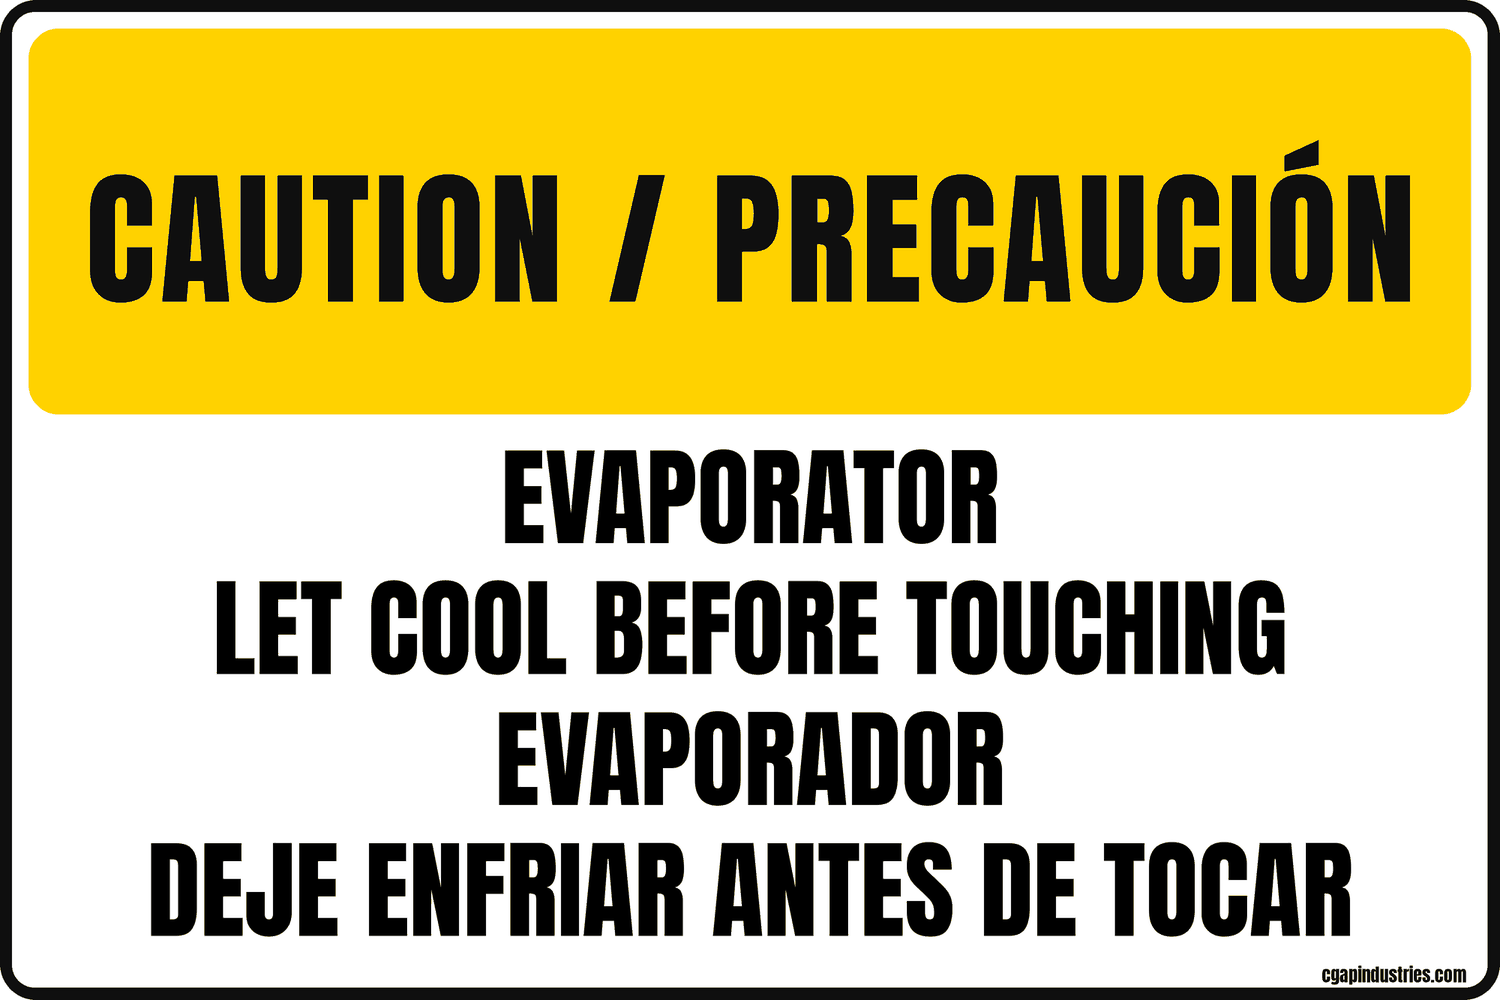 CAUTION / PRECAUCIÓN
EVAPORATOR
LET COOL BEFORE TOUCHING
EVAPORADOR
DEJE ENFRIAR ANTES DE TOCAR
cgapindustries.com